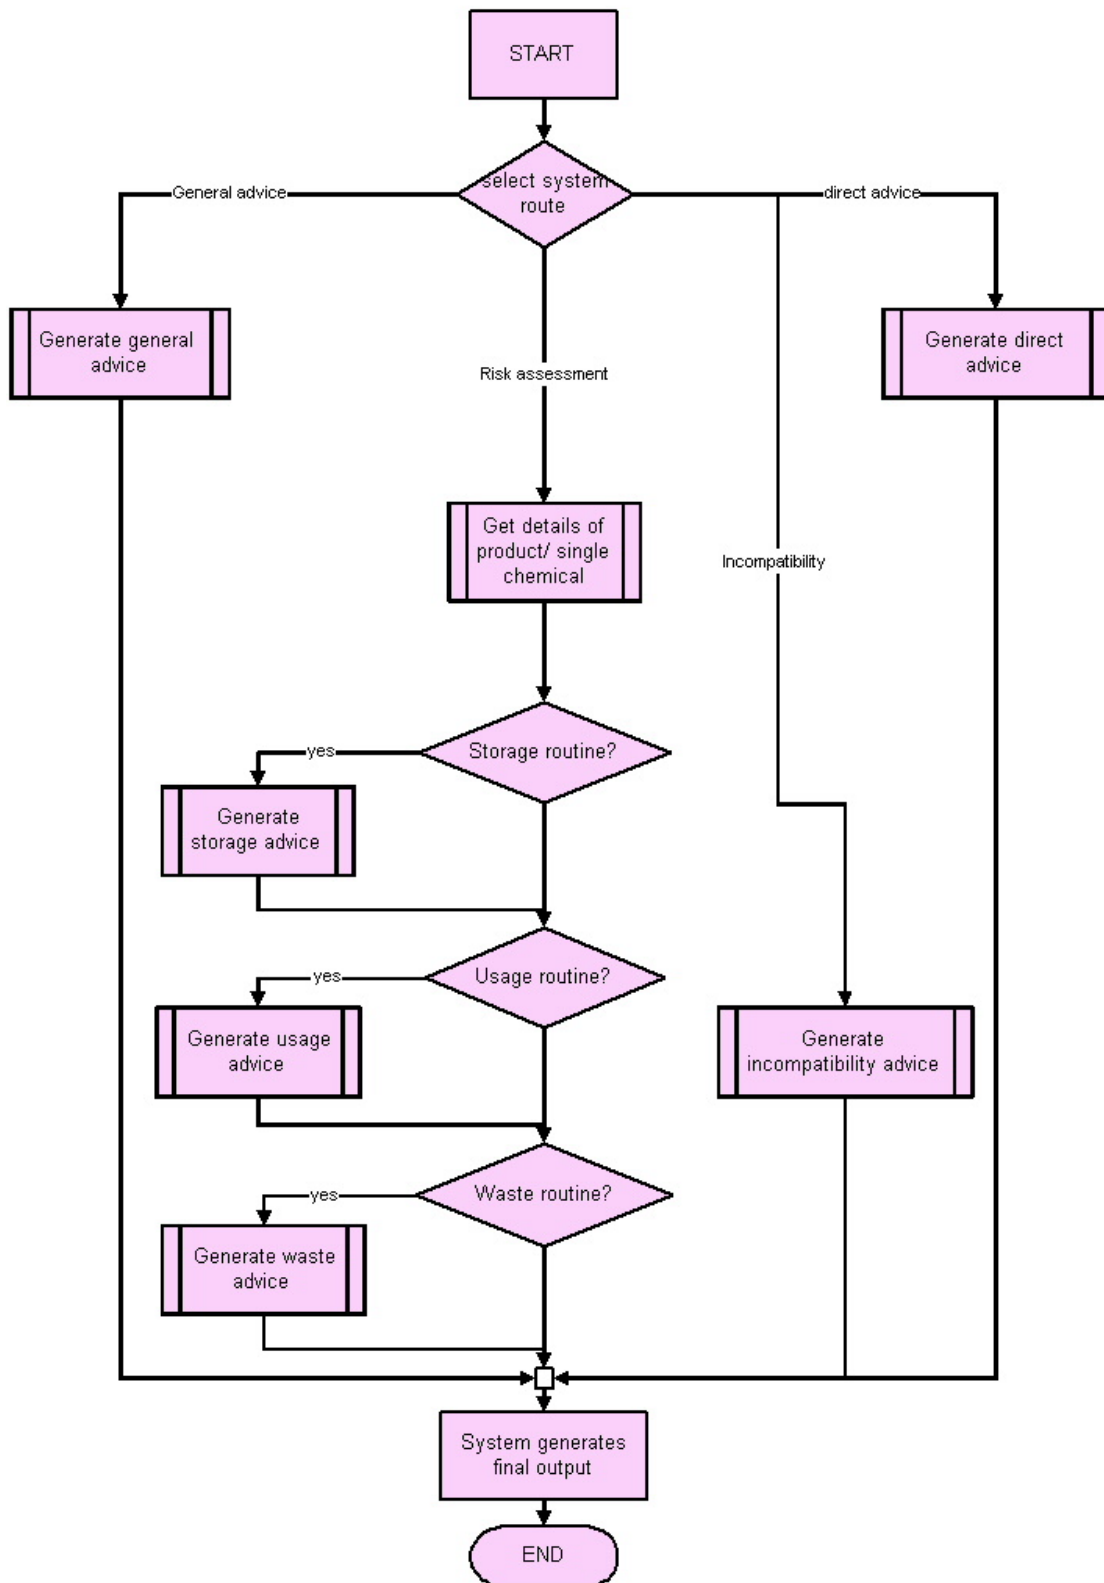 START
select system
route
General advice
direct advice
Generate general
advice
Generate direct
advice
Risk assessment
Get details of
product/ single
chemical
Incompatibility
Storage routine?
yes
Generate
storage advice
Usage routine?
yes
Generate usage
advice
Generate
incompatibility advice
Waste routine?
yes
Generate waste
advice
System generates
final output
END